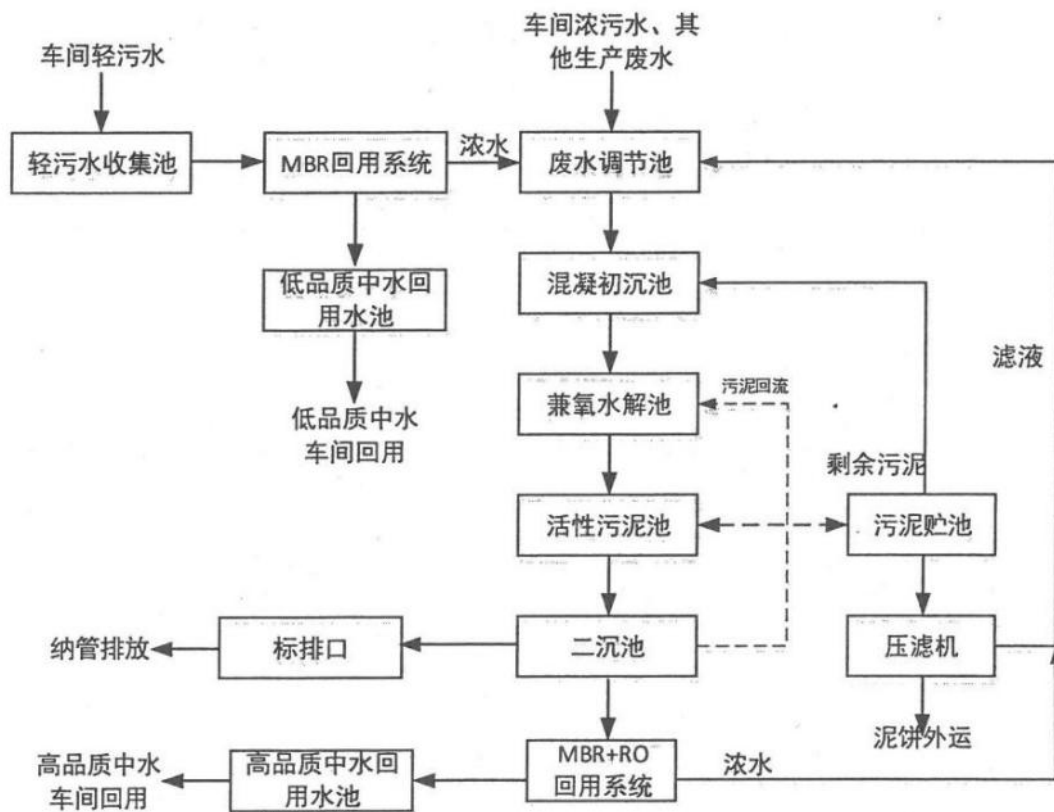 车间轻污水
车间浓污水、其
他生产废水
轻污水收集池
MBR回用系统
浓水
废水调节池
低品质中水回
用水池
混凝初沉池
滤液
低品质中水
车间回用
兼氧水解池
污泥回流
剩余污泥
活性污泥池
污泥贮池
纳管排放
标排口
二沉池
压滤机
泥饼外运
高品质中水
车间回用
高品质中水回
用水池
MBR+RO
回用系统
浓水